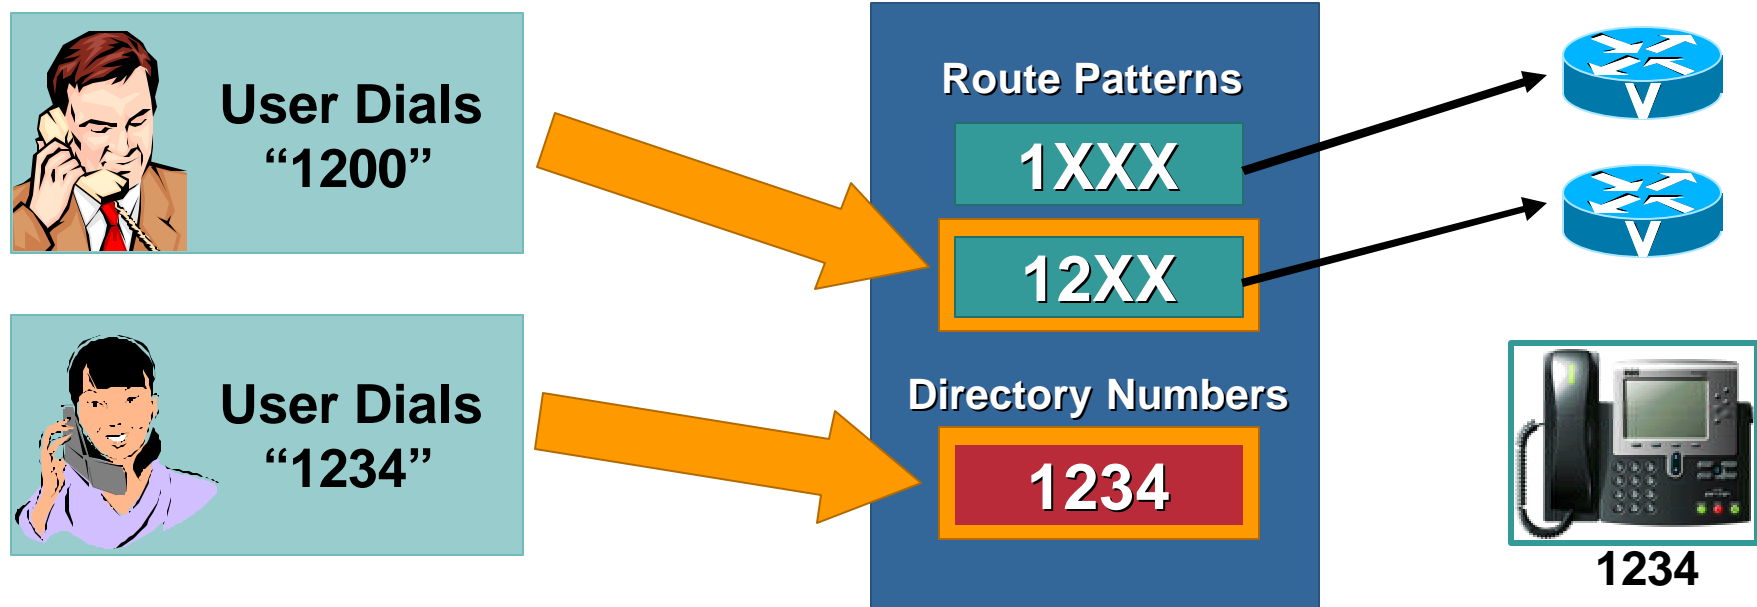 User Dials
“1200”
User Dials
“1234”
Route Patterns
1XXX
12XX
Directory Numbers
1234
V
V
1234